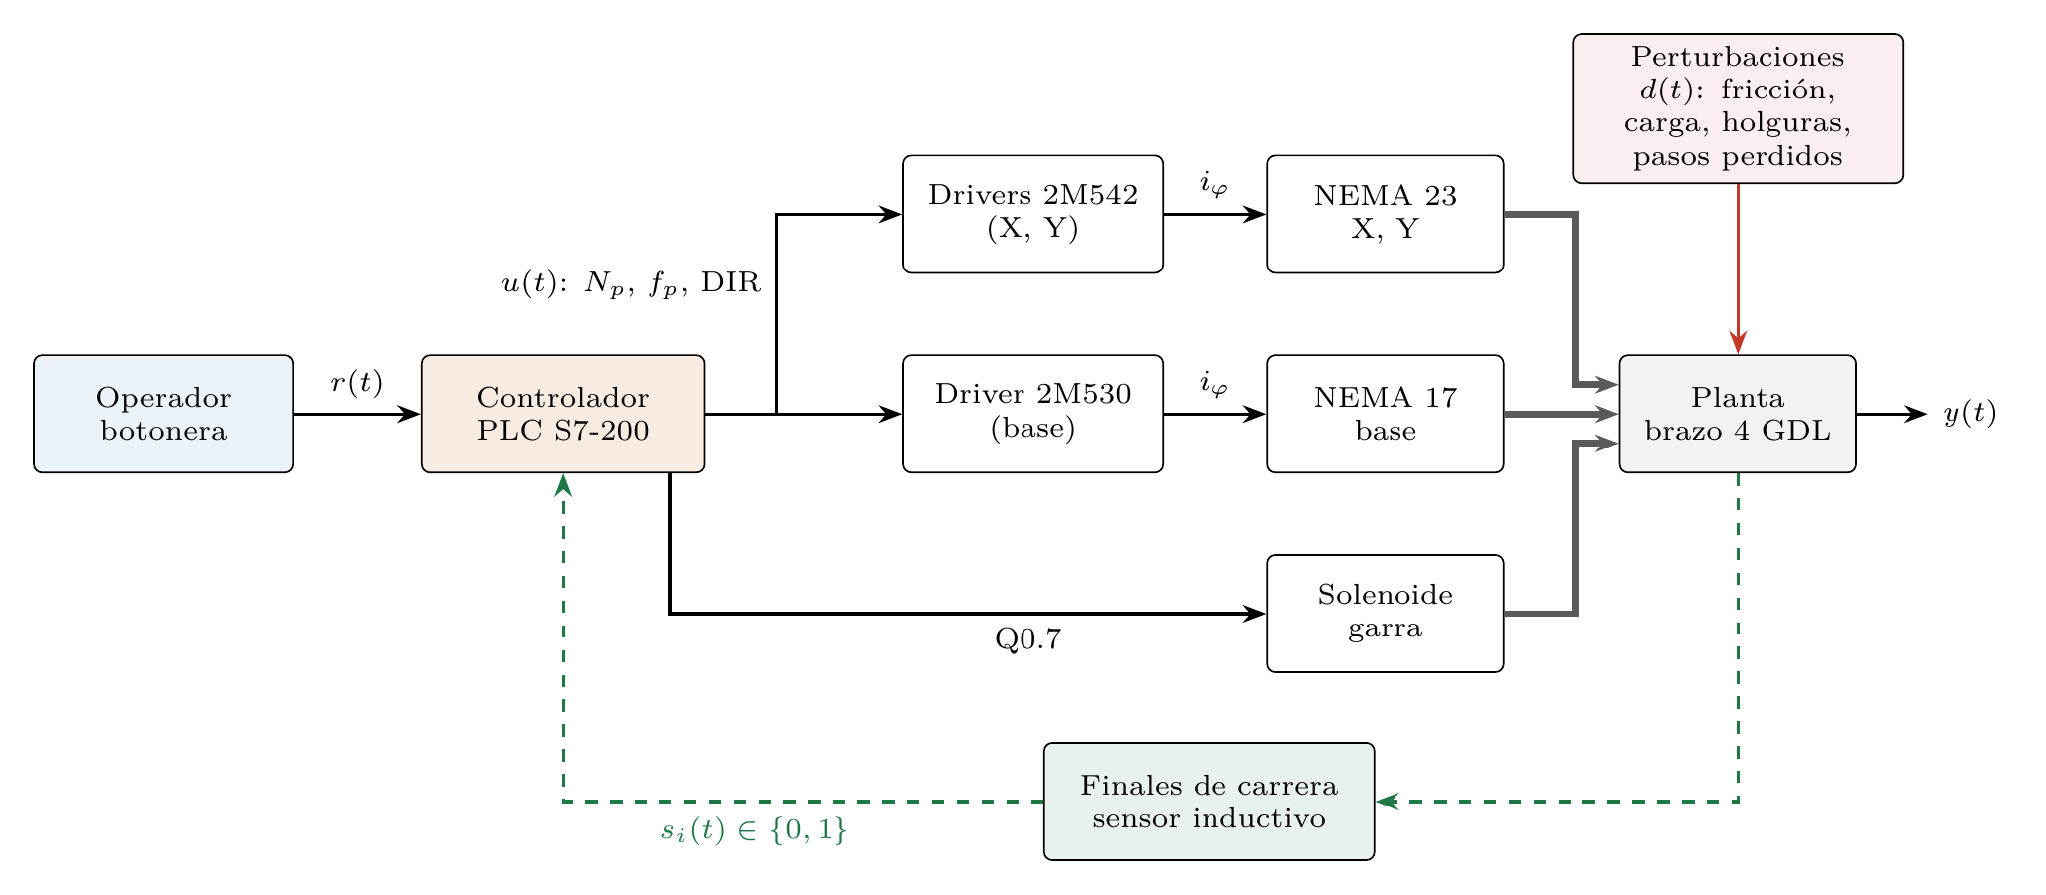 Perturbaciones
d(t): fricción,
carga, holguras,
pasos perdidos
Drivers 2M542
(X, Y)
i_φ
NEMA 23
X, Y
u(t): N_p, f_p, DIR
Operador
botonera
r(t)
Controlador
PLC S7-200
Driver 2M530
(base)
i_φ
NEMA 17
base
Planta
brazo 4 GDL
y(t)
Solenoide
garra
Q0.7
Finales de carrera
sensor inductivo
s_i(t) ∈ {0, 1}